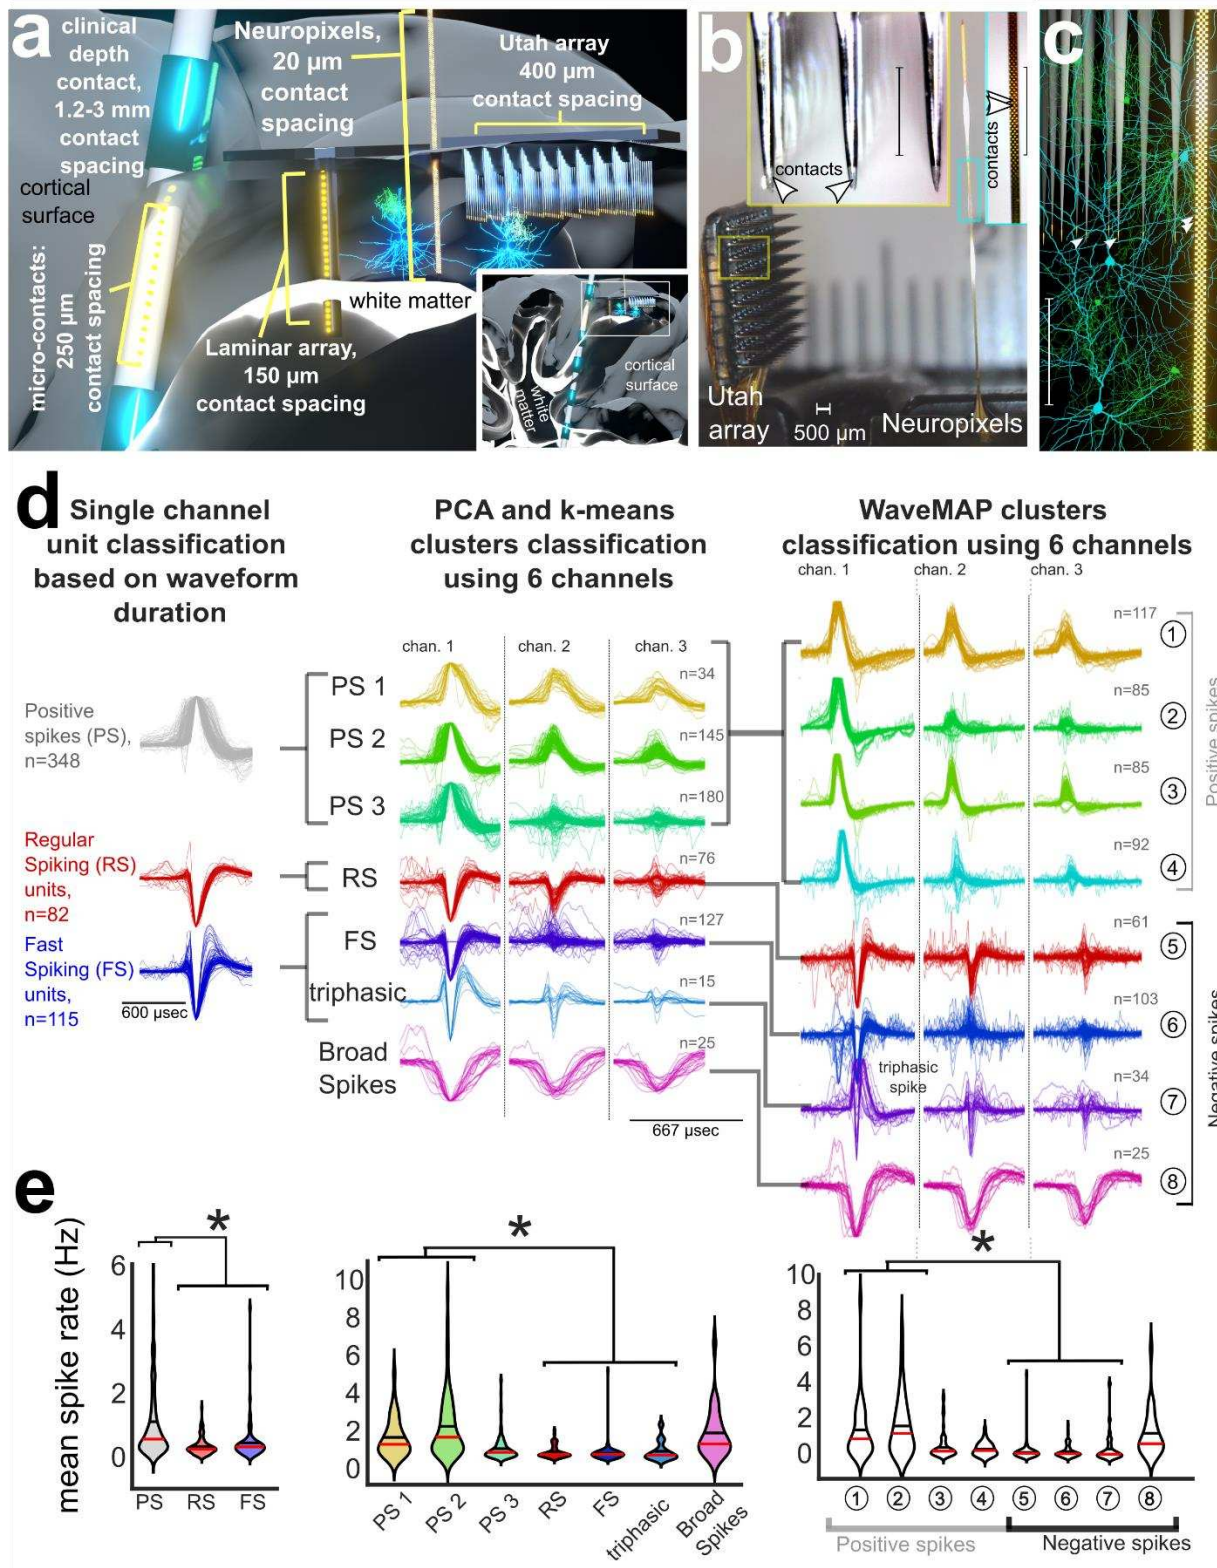 a
clinical
depth
contact,
1.2-3 mm
contact
spacing
Neuropixels,
20 µm
contact
spacing
Utah array
400 µm
contact spacing
cortical
surface
micro-contacts:
250 µm
contact spacing
white matter
Laminar array,
150 µm
contact spacing
cortical
surface
white
matter
b
contacts
contacts
Utah
array
500 µm
Neuropixels
c
d
Single channel
unit classification
based on waveform
duration
PCA and k-means
clusters classification
using 6 channels
WaveMAP clusters
classification using 6 channels
chan. 1
chan. 2
chan. 3
Positive
spikes (PS),
n=348
Regular
Spiking (RS)
units,
n=82
Fast
Spiking (FS)
units,
n=115
600 µsec
chan. 1
chan. 2
chan. 3
PS 1
n=34
PS 2
n=145
PS 3
n=180
RS
n=76
FS
n=127
triphasic
n=15
Broad
Spikes
n=25
667 µsec
n=117
①
n=85
②
n=85
③
n=92
④
Positive spikes
n=61
⑤
n=103
⑥
triphasic
spike
n=34
⑦
n=25
⑧
Negative spikes
e
mean spike rate (Hz)
*
6
4
2
0
PS
RS
FS
*
10
8
6
4
2
0
PS 1
PS 2
PS 3
RS
FS
triphasic
Broad
Spikes
*
10
8
6
4
2
0
① ② ③ ④ ⑤ ⑥ ⑦ ⑧
Positive spikes
Negative spikes